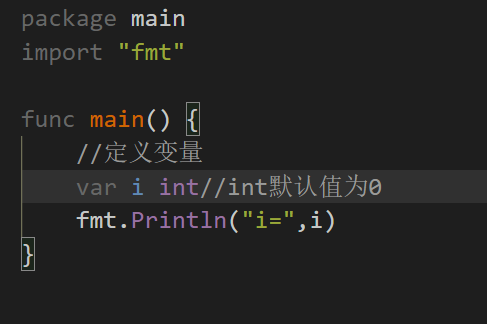 package main
import "fmt"
func main() {
//定义变量
var i int//int默认值为0
fmt.Println("i=",i)
}